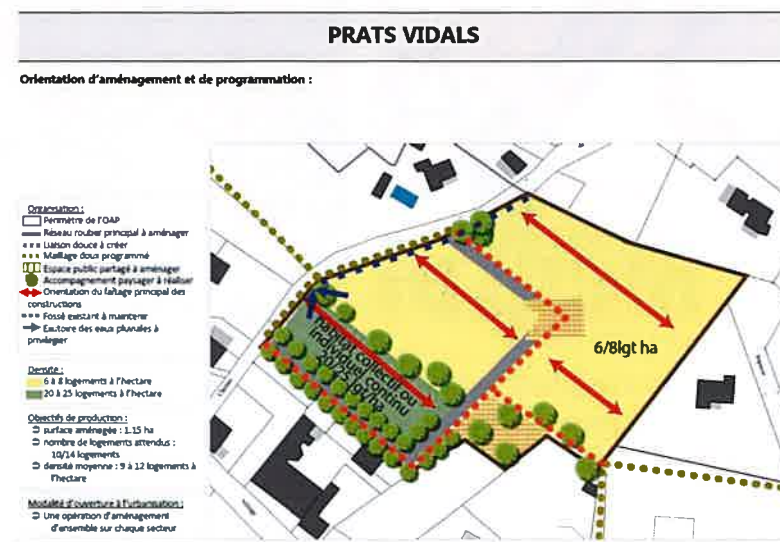 PRATS VIDALS
Orientation d'aménagement et de programmation :
Organisation :
Périmètre de l'OAP
Réseau routier principal à aménager
Liaison douce à créer
Maillage doux programmé
Espace public partagé à aménager
Accompagnement paysager à réaliser
Orientation du faîtage principal des
constructions
Fossé existant à maintenir
Exutoire des eaux pluviales à
privilégier
Densité :
6 à 8 logements à l'hectare
20 à 25 logements à l'hectare
Objectifs de production :
surface aménagée : 1.15 ha
nombre de logements attendus :
10/14 logements
densité moyenne : 9 à 12 logements à
l'hectare
Modalité d'ouverture à l'urbanisation :
Une opération d'aménagement
d'ensemble sur chaque secteur
habitat collectif ou
individuel continu
20/25 lgt/ha
6/8lgt ha